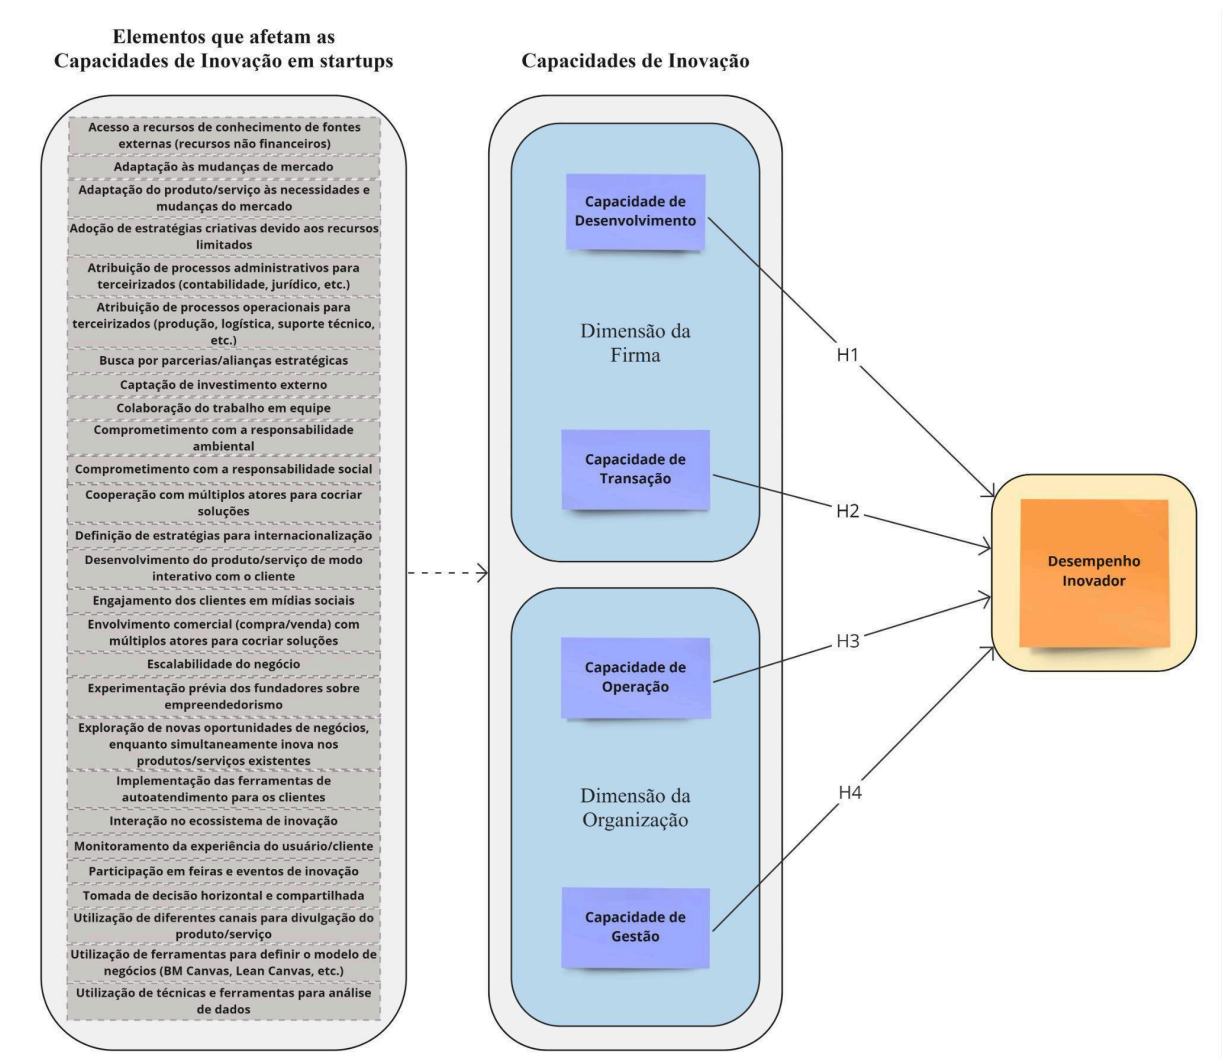 Elementos que afetam as
Capacidades de Inovação em startups
Acesso a recursos de conhecimento de fontes
externas (recursos não financeiros)
Adaptação às mudanças de mercado
Adaptação do produto/serviço às necessidades e
mudanças do mercado
Adoção de estratégias criativas devido aos recursos
limitados
Atribuição de processos administrativos para
terceirizados (contabilidade, jurídico, etc.)
Atribuição de processos operacionais para
terceirizados (produção, logística, suporte técnico,
etc.)
Busca por parcerias/alianças estratégicas
Captação de investimento externo
Colaboração do trabalho em equipe
Comprometimento com a responsabilidade
ambiental
Comprometimento com a responsabilidade social
Cooperação com múltiplos atores para cocriar
soluções
Definição de estratégias para internacionalização
Desenvolvimento do produto/serviço de modo
interativo com o cliente
Engajamento dos clientes em mídias sociais
Envolvimento comercial (compra/venda) com
múltiplos atores para cocriar soluções
Escalabilidade do negócio
Experimentação prévia dos fundadores sobre
empreendedorismo
Exploração de novas oportunidades de negócios,
enquanto simultaneamente inova nos
produtos/serviços existentes
Implementação das ferramentas de
autoatendimento para os clientes
Interação no ecossistema de inovação
Monitoramento da experiência do usuário/cliente
Participação em feiras e eventos de inovação
Tomada de decisão horizontal e compartilhada
Utilização de diferentes canais para divulgação do
produto/serviço
Utilização de ferramentas para definir o modelo de
negócios (BM Canvas, Lean Canvas, etc.)
Utilização de técnicas e ferramentas para análise
de dados
Capacidades de Inovação
Capacidade de
Desenvolvimento
Dimensão da
Firma
Capacidade de
Transação
Capacidade de
Operação
Dimensão da
Organização
Capacidade de
Gestão
H1
H2
H3
H4
Desempenho
Inovador